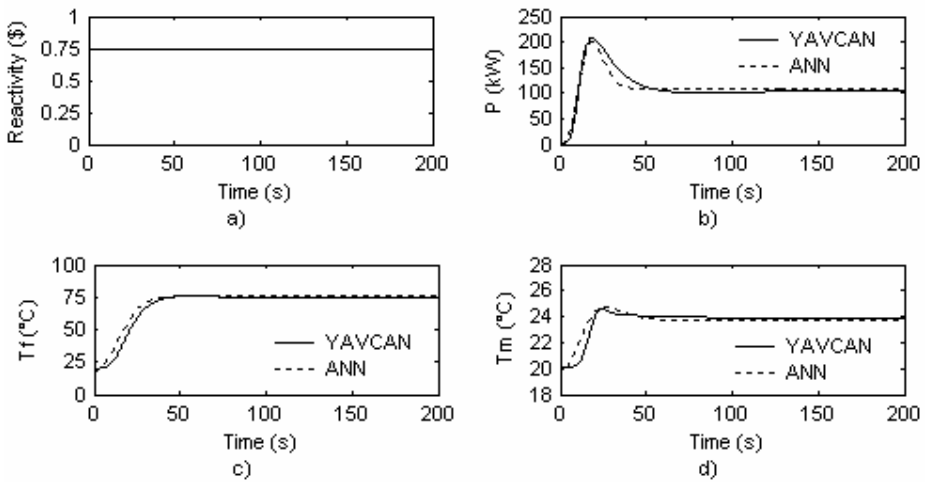 Reactivity ($)
1
0.75
0.5
0.25
0
0 50 100 150 200
Time (s)
a)
P (kW)
250
200
150
100
50
0
YAVCAN
ANN
0 50 100 150 200
Time (s)
b)
Tf (°C)
100
75
50
25
0
YAVCAN
ANN
0 50 100 150 200
Time (s)
c)
Tm (°C)
28
26
24
22
20
18
YAVCAN
ANN
0 50 100 150 200
Time (s)
d)